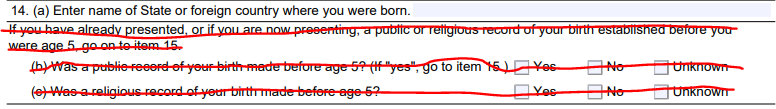 14. (a) Enter name of State or foreign country where you were born.
If you have already presented, or if you are now presenting, a public or religious record of your birth established before you
were age 5, go on to item 15.
(b) Was a public record of your birth made before age 5? (If "yes", go to item 15.) Yes No Unknown
(c) Was a religious record of your birth made before age 5? Yes No Unknown